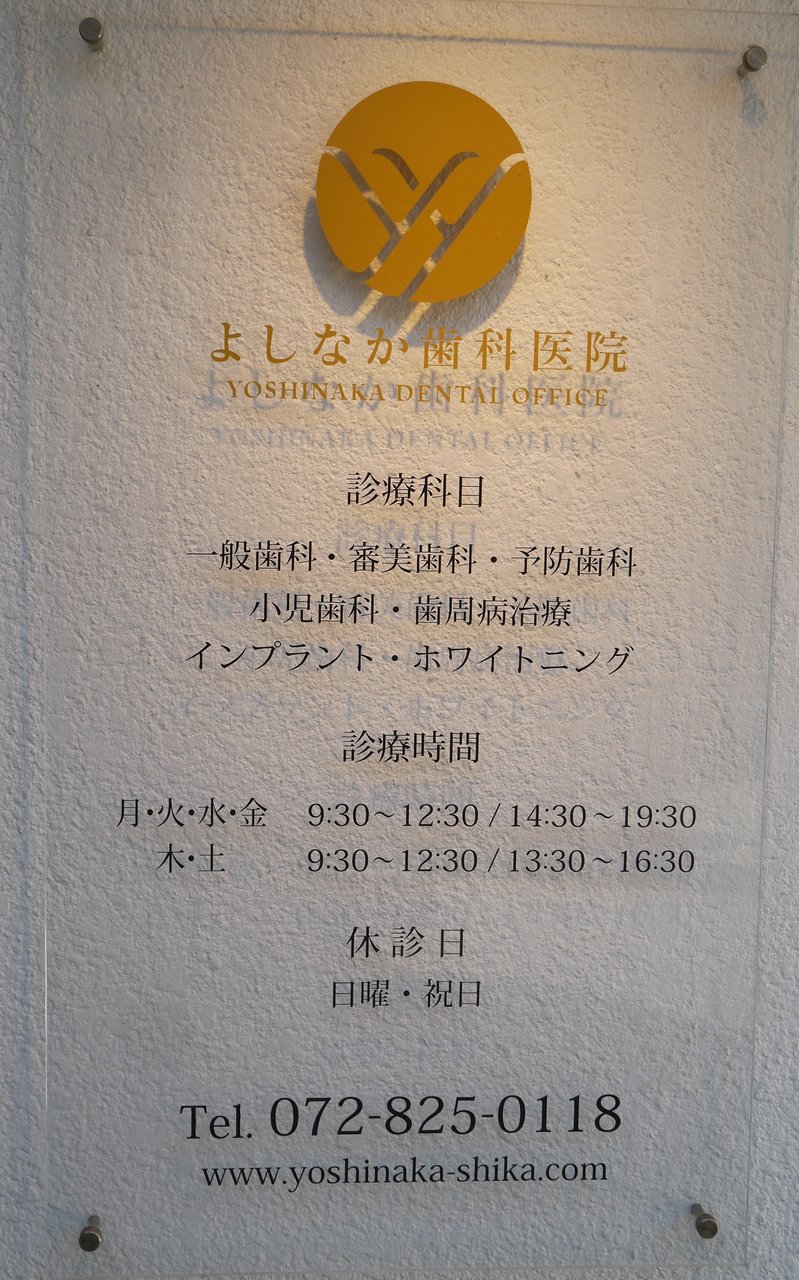 よしなか歯科医院
YOSHINAKA DENTAL OFFICE
診療科目
一般歯科・審美歯科・予防歯科
小児歯科・歯周病治療
インプラント・ホワイトニング
診療時間
月・火・水・金 9:30～12:30 / 14:30～19:30
木・土 9:30～12:30 / 13:30～16:30
休診日
日曜・祝日
Tel. 072-825-0118
www.yoshinaka-shika.com